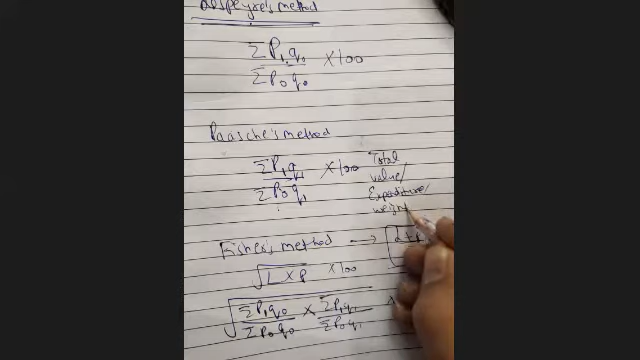 Laspeyre's method
ΣP₁q₀ / ΣP₀q₀ × 100
Paasche's method
ΣP₁q₁ / ΣP₀q₁ × 100
Total
value/
Expenditure/
weight
Fisher's method →
√L × P × 100
√ΣP₁q₀ / ΣP₀q₀ × ΣP₁q₁ / ΣP₀q₁